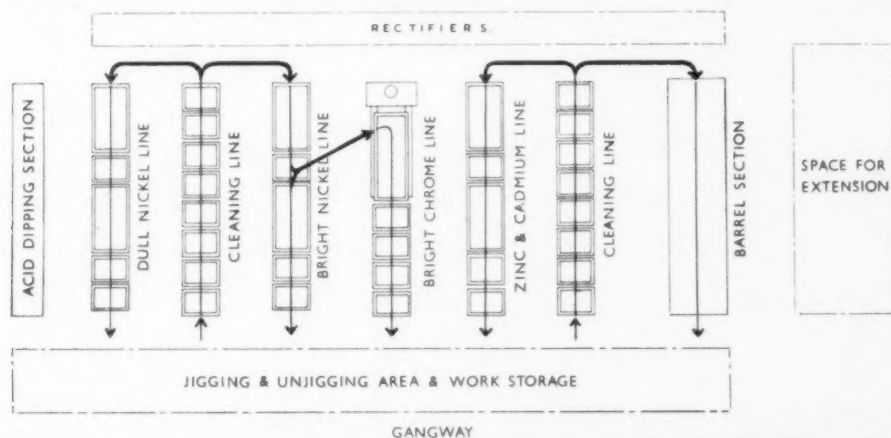 RECTIFIERS.
ACID DIPPING SECTION
DULL NICKEL LINE
CLEANING LINE
BRIGHT NICKEL LINE
BRIGHT CHROME LINE
ZINC & CADMIUM LINE
CLEANING LINE
BARREL SECTION
SPACE FOR
EXTENSION
JIGGING & UNJIGGING AREA & WORK STORAGE
GANGWAY